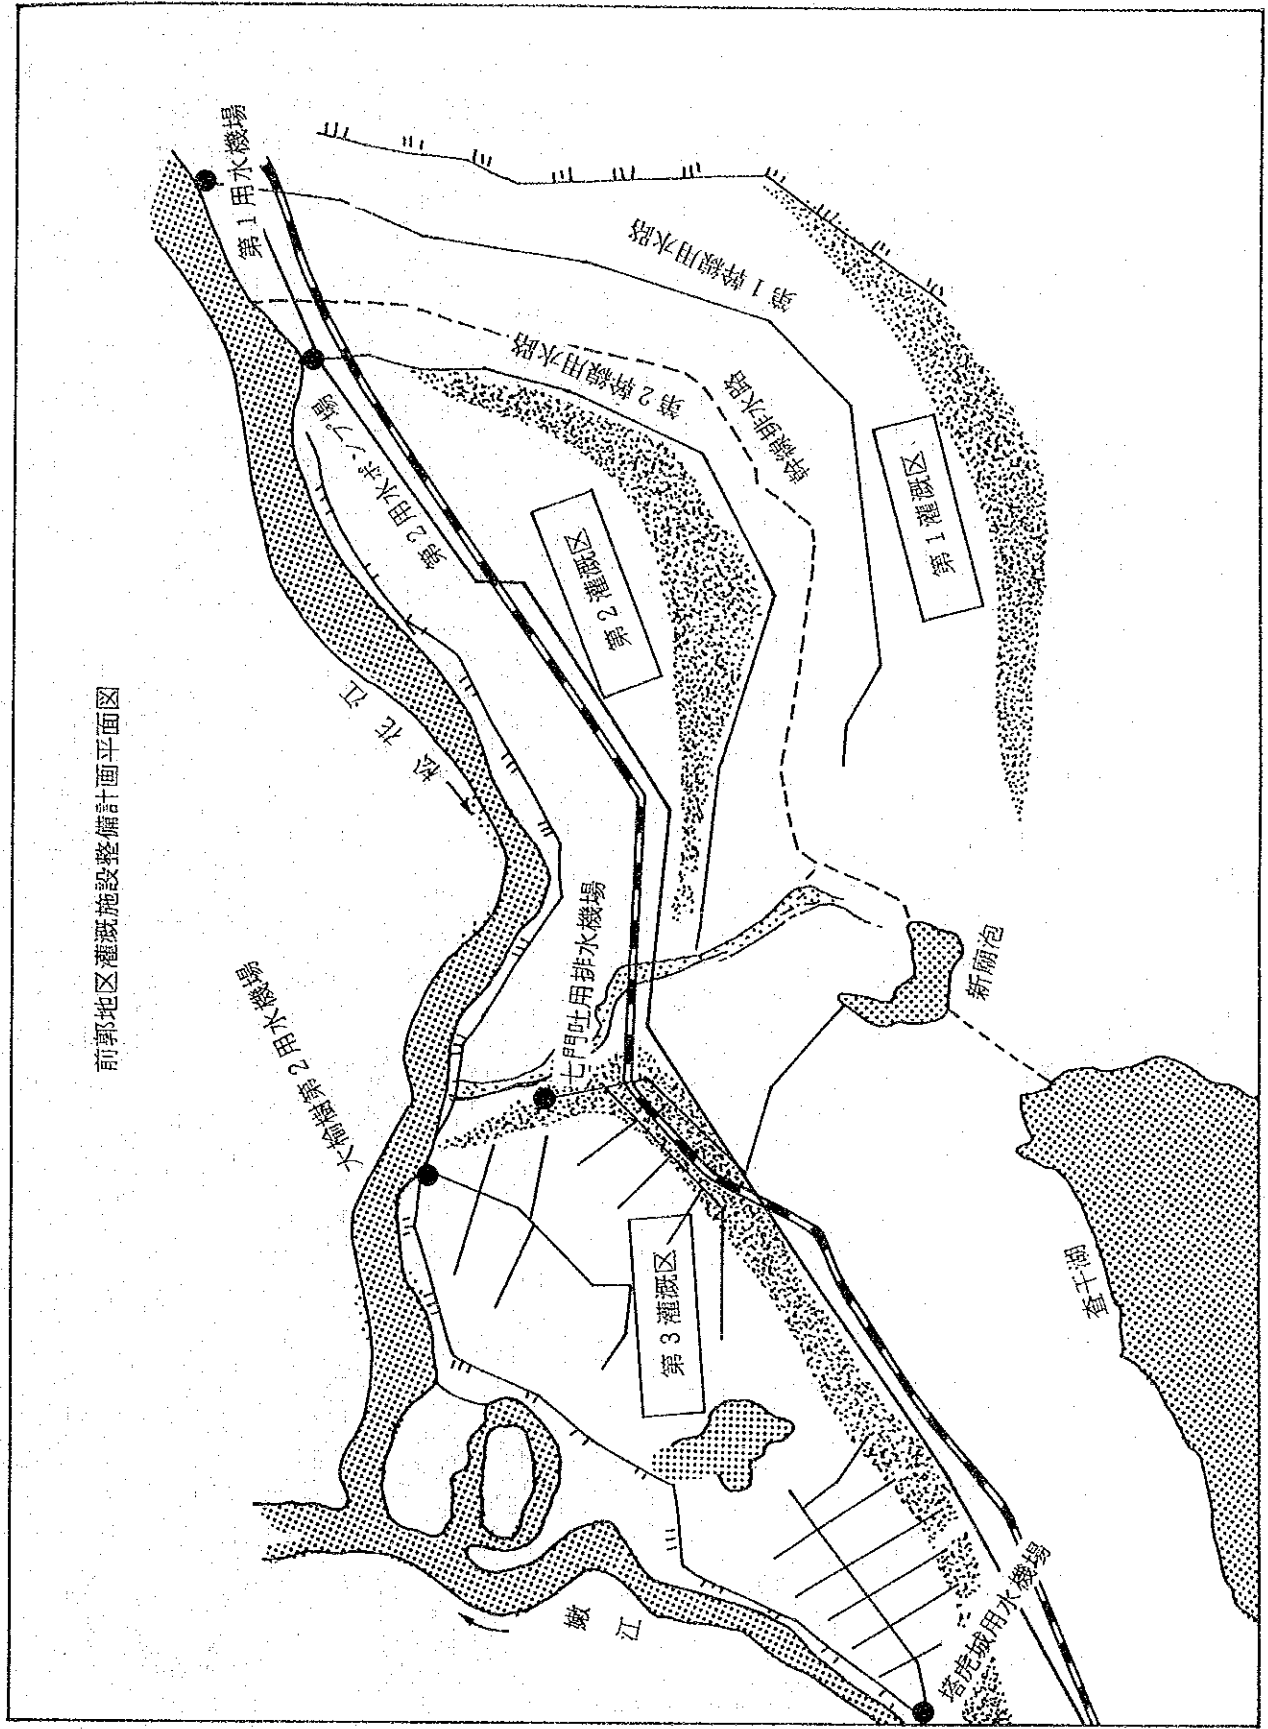 前郭地区灌漑施設整備計画平面図
第1用水機場
第1幹線用水路
第2幹線用水路
幹線排水路
第2用水ポンプ場
第1灌漑区
第2灌漑区
松花江
七門吐用排水機場
大榆樹第2用水機場
新廟泡
査干湖
第3灌漑区
嫩江
塔虎城用水機場